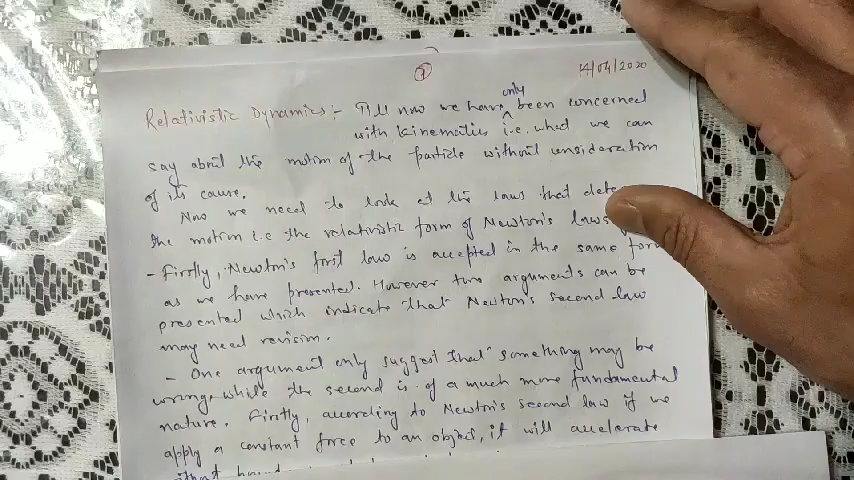 14/04/2020
Relativistic Dynamics :- Till now we have only been concerned
with kinematics i.e. what we can
say about the motion of the particle without consideration
of its cause.
Now we need to look at the laws that
the motion i.e the relativistic form of Newton's laws
- Firstly, Newton's first law is accepted in the same form
as we have presented. However two arguments can be
presented which indicate that Newton's second law
may need revision.
- One argument only suggest that something may be
wrong while the second is of a much more fundamental
nature. Firstly, according to Newton's second law if we
apply a constant force to an object, it will accelerate